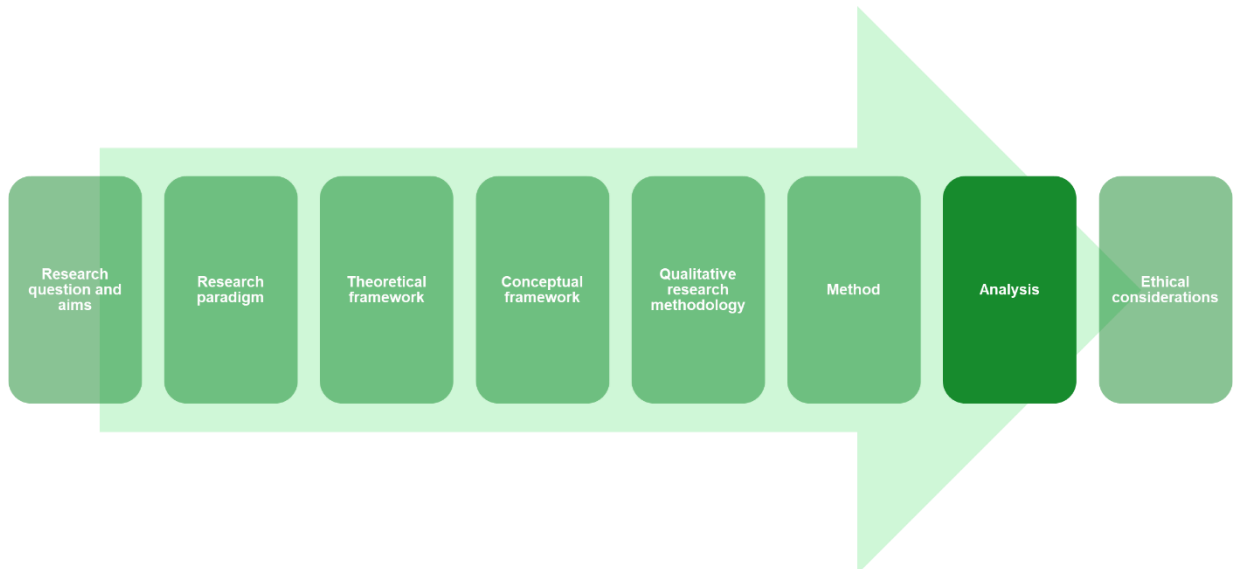 Research
question and
aims
Research
paradigm
Theoretical
framework
Conceptual
framework
Qualitative
research
methodology
Method
Analysis
Ethical
considerations